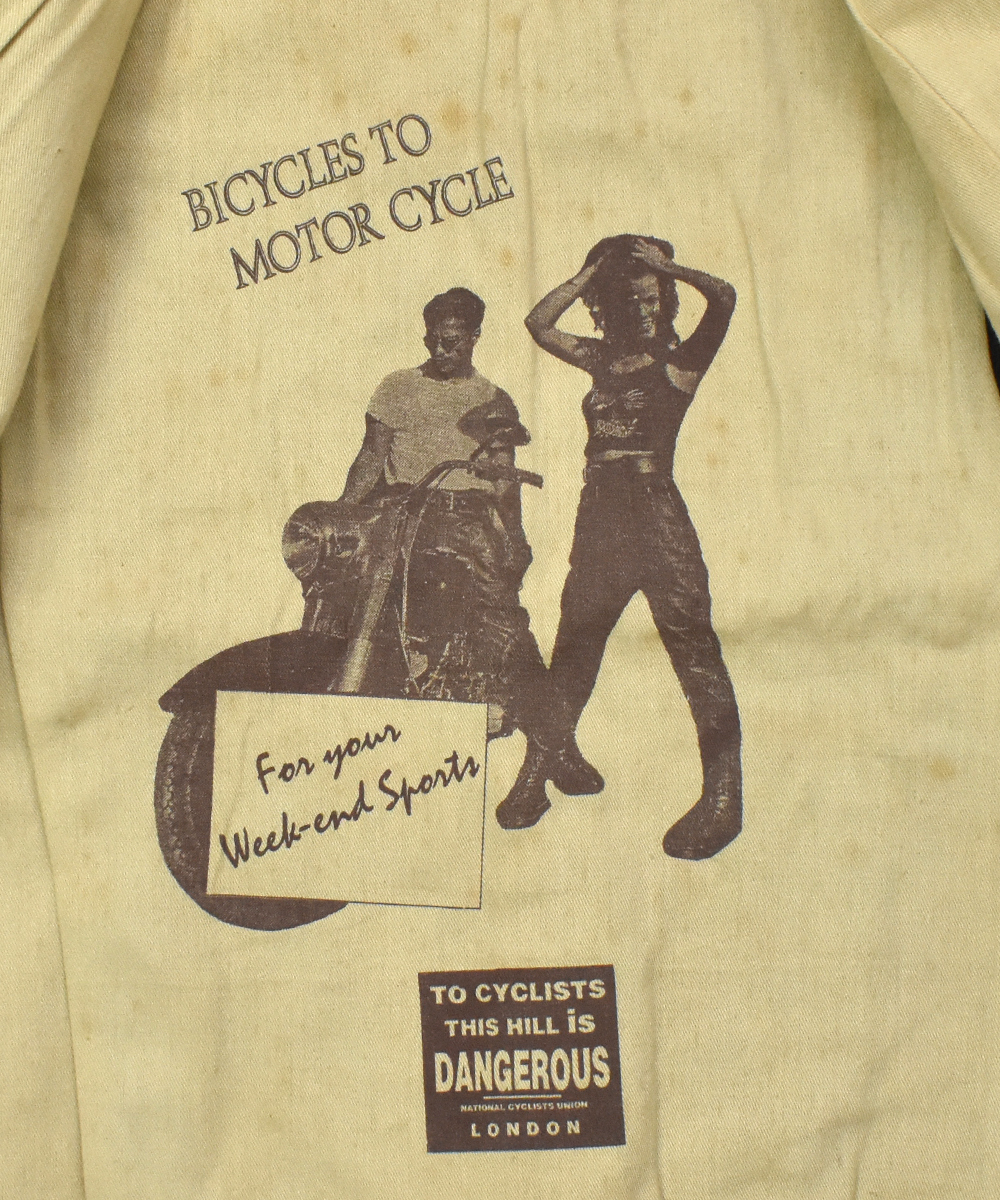 BICYCLES TO
MOTOR CYCLE
For your
Week-end Sports
TO CYCLISTS
THIS HILL is
DANGEROUS
NATIONAL CYCLISTS UNION
LONDON